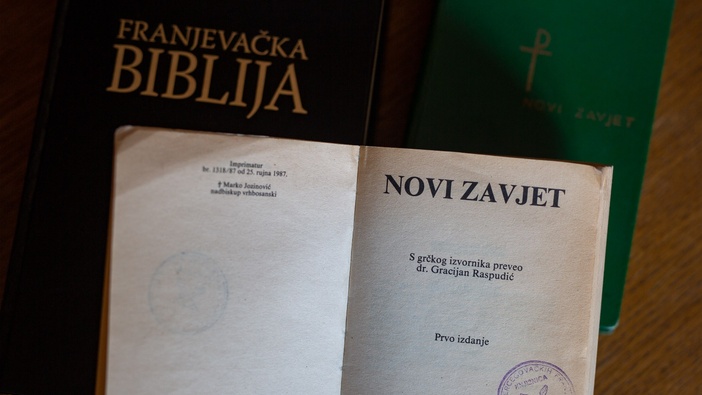 FRANJEVAČKA
BIBLIJA
NOVI ZAVJET
Imprimatur
br. 1318/87 od 25. rujna 1987.
† Marko Jozinović
nadbiskup vrhbosanski
NOVI ZAVJET
S grčkog izvornika preveo
dr. Gracijan Raspudić
Prvo izdanje
KNJIŽNICA